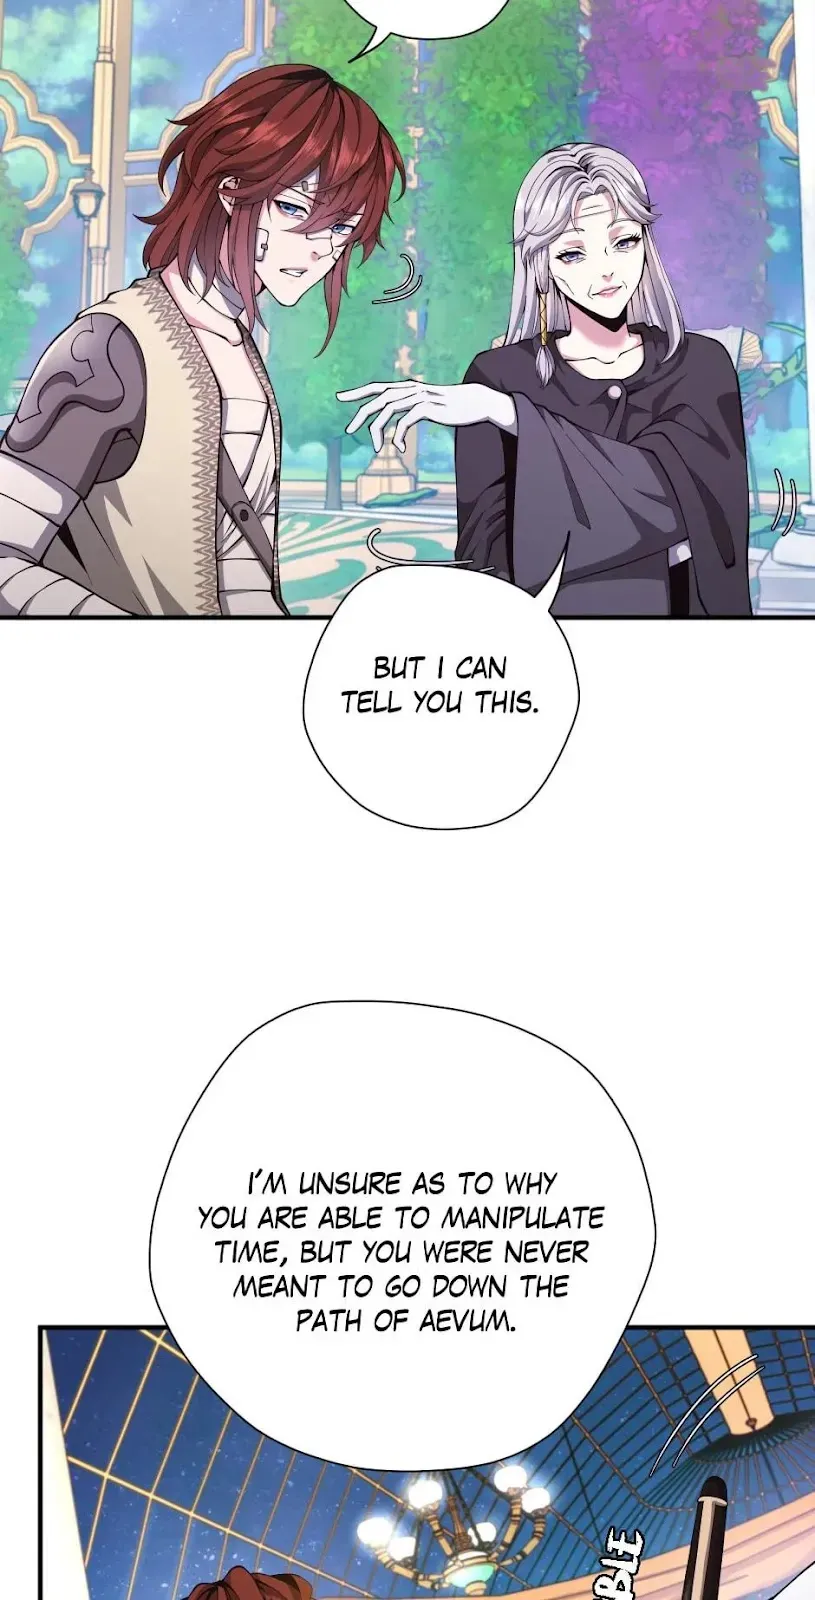 BUT I CAN
TELL YOU THIS.
I'M UNSURE AS TO WHY
YOU ARE ABLE TO MANIPULATE
TIME, BUT YOU WERE NEVER
MEANT TO GO DOWN THE
PATH OF AEVUM.